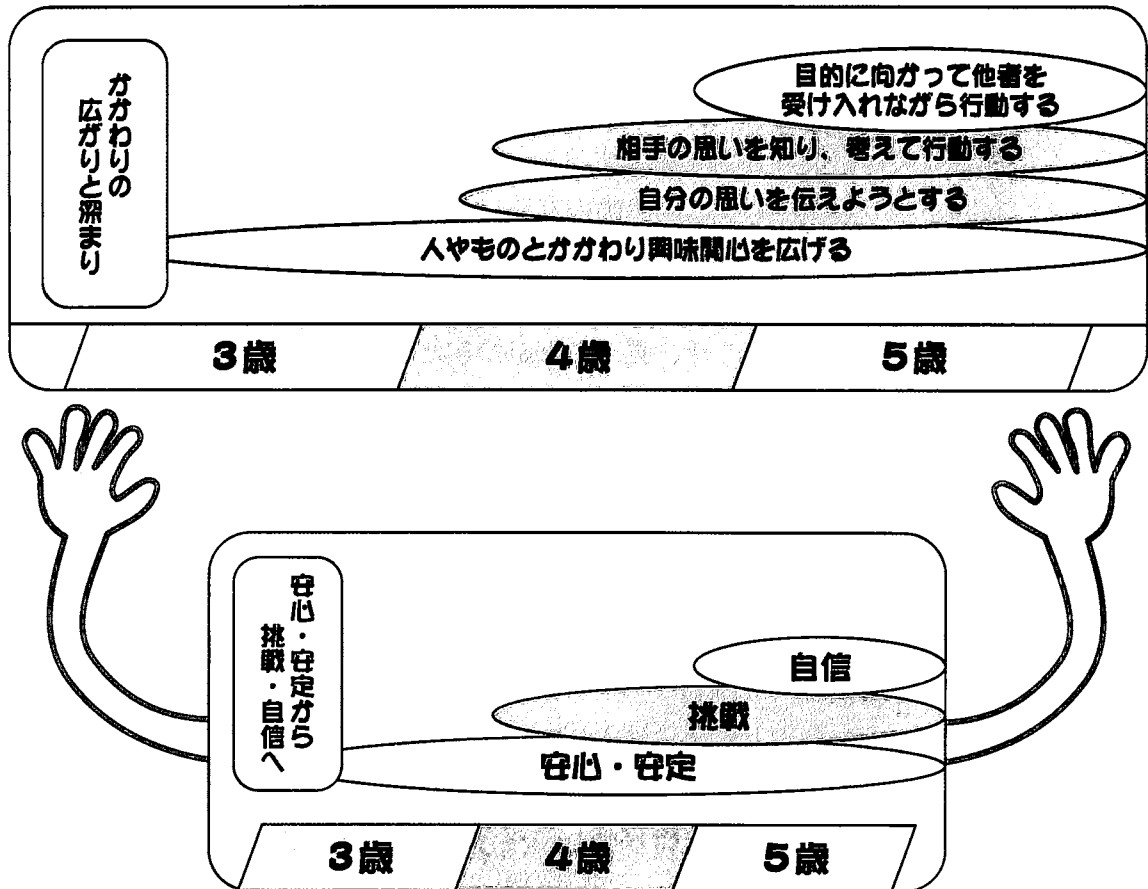 かかわりの
広がりと深まり
目的に向かって他者を
受け入れながら行動する
相手の思いを知り、考えて行動する
自分の思いを伝えようとする
人やものとかかわり興味関心を広げる
3歳
4歳
5歳
安心・安定から
挑戦・自信へ
自信
挑戦
安心・安定
3歳
4歳
5歳